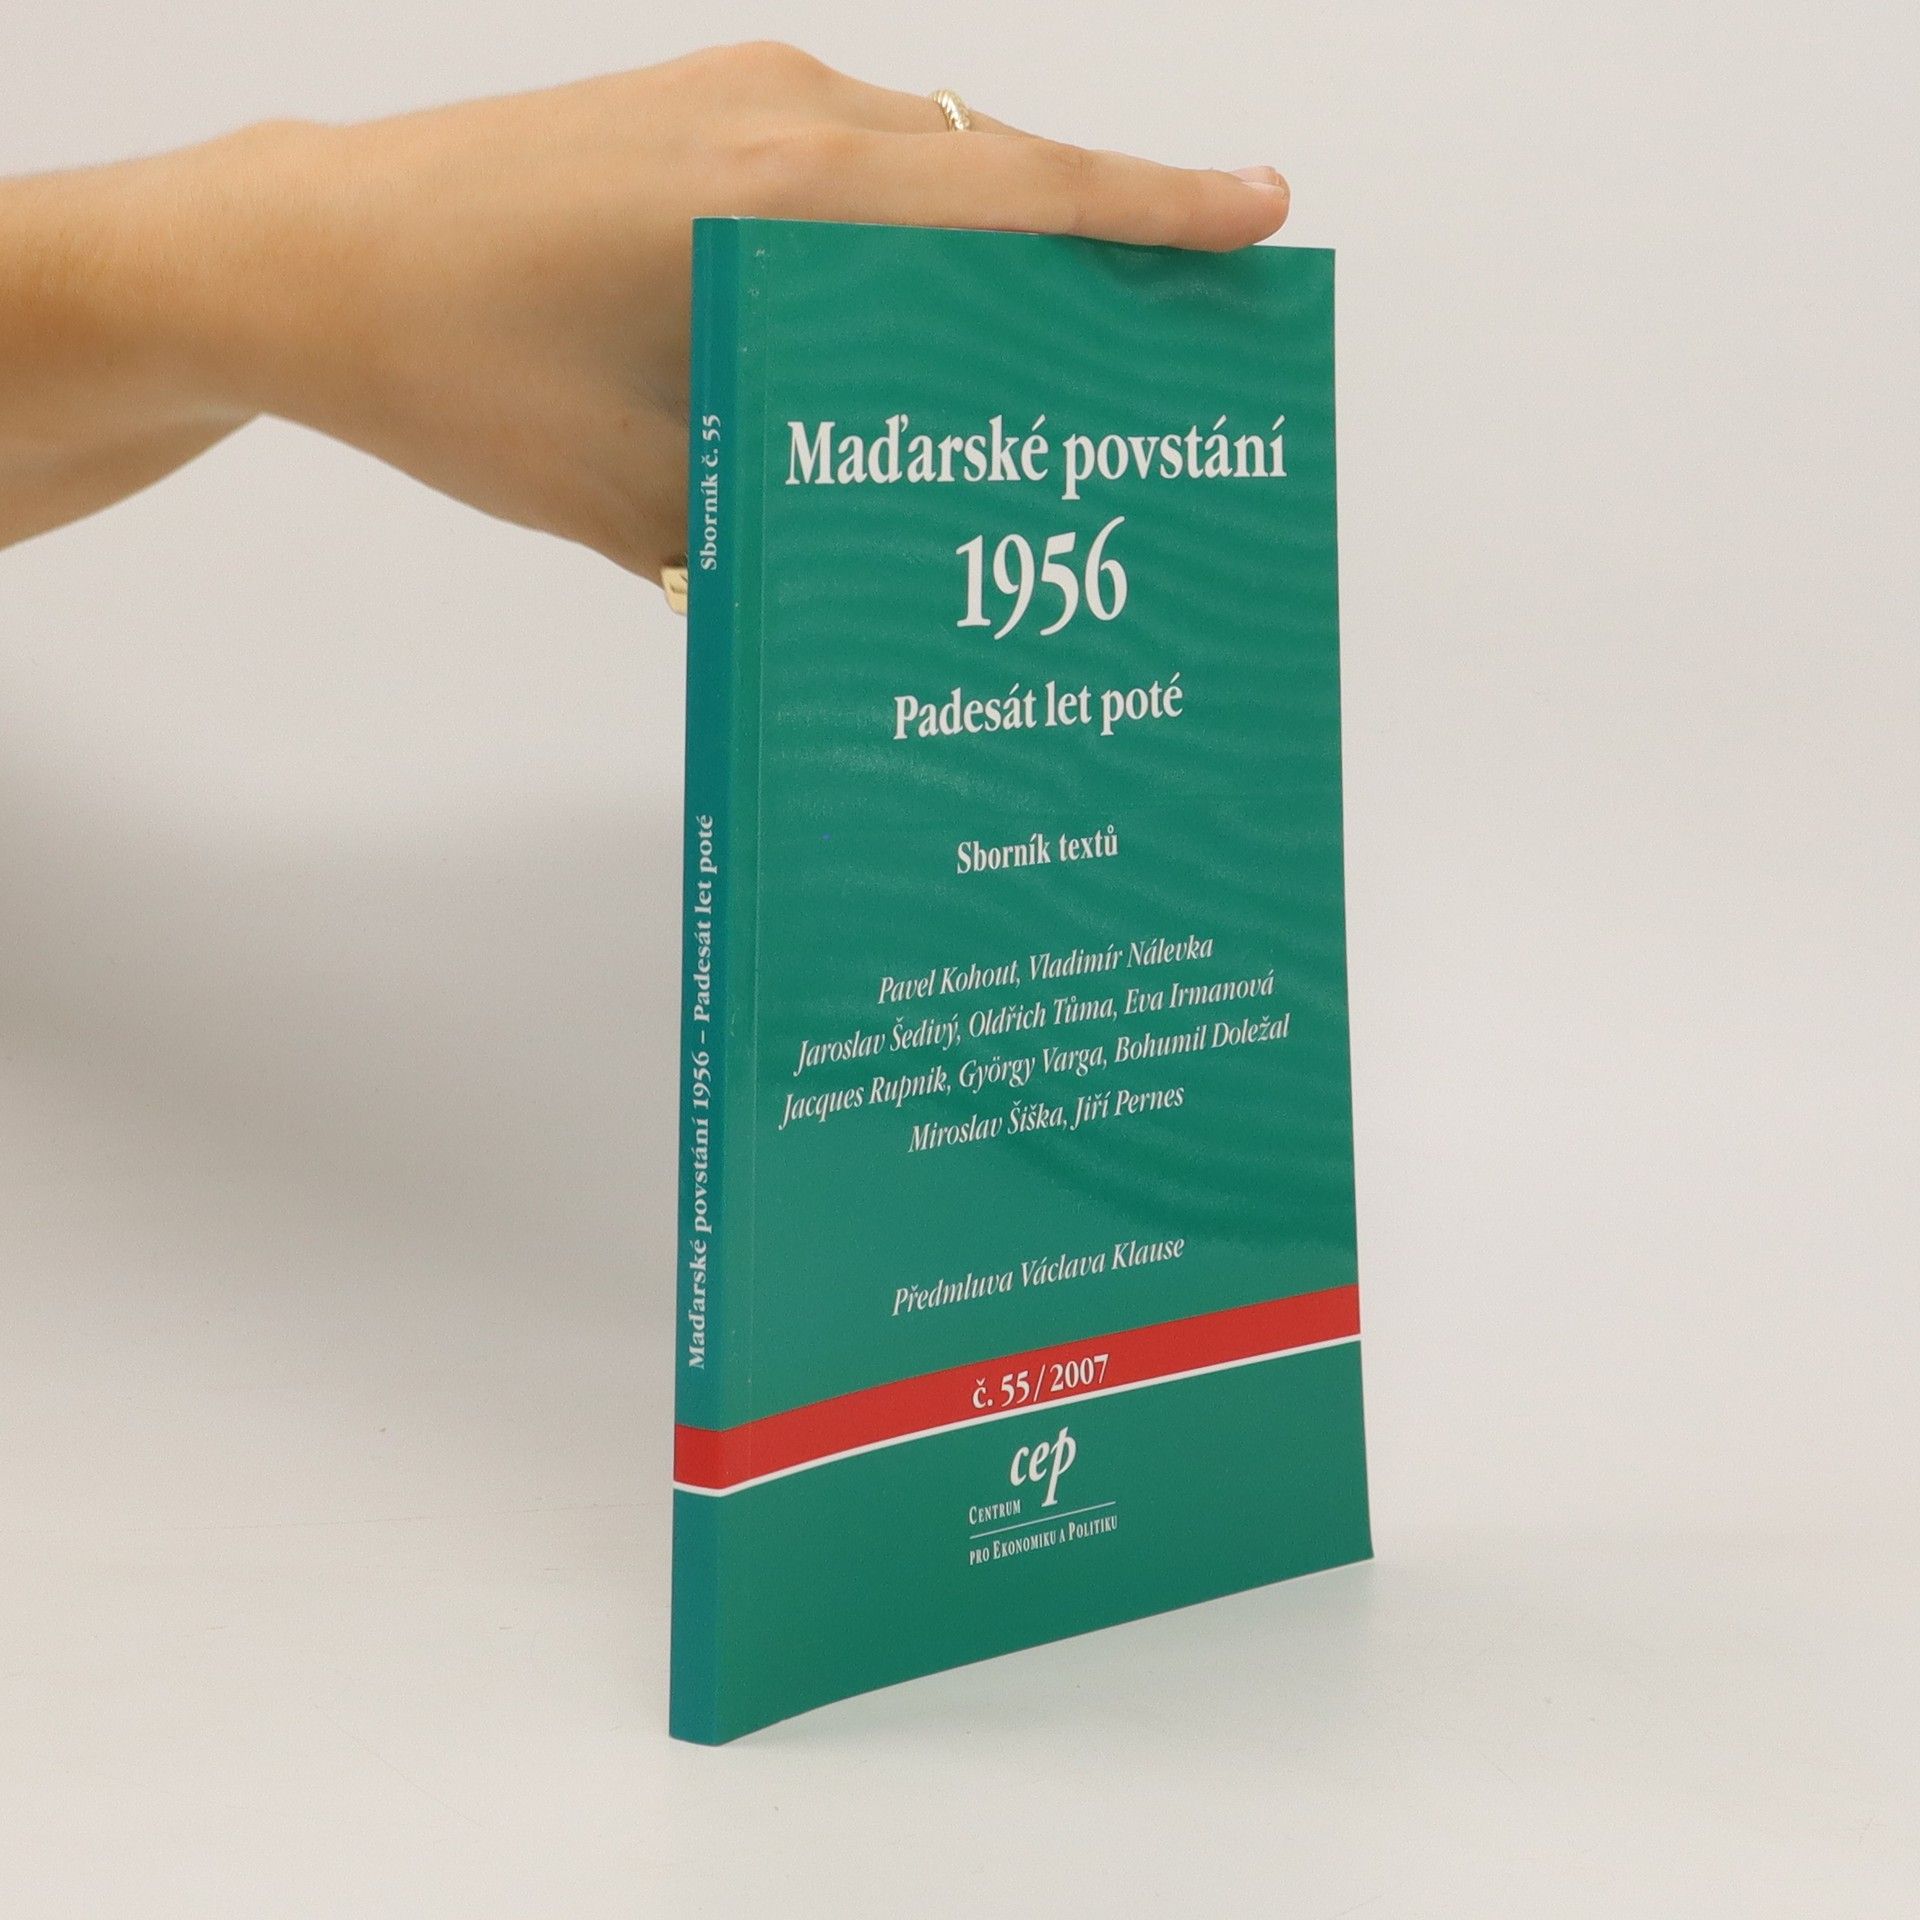 Sborník č. 55
Maďarské povstání 1956 – Padesát let poté
Maďarské povstání
1956
Padesát let poté
Sborník textů
Pavel Kohout, Vladimír Nálevka
Jaroslav Šedivý, Oldřich Tůma, Eva Irmanová
Jacques Rupnik, György Varga, Bohumil Doležal
Miroslav Šiška, Jiří Pernes
Předmluva Václava Klause
č. 55/2007
cep
CENTRUM
PRO EKONOMIKU A POLITIKU